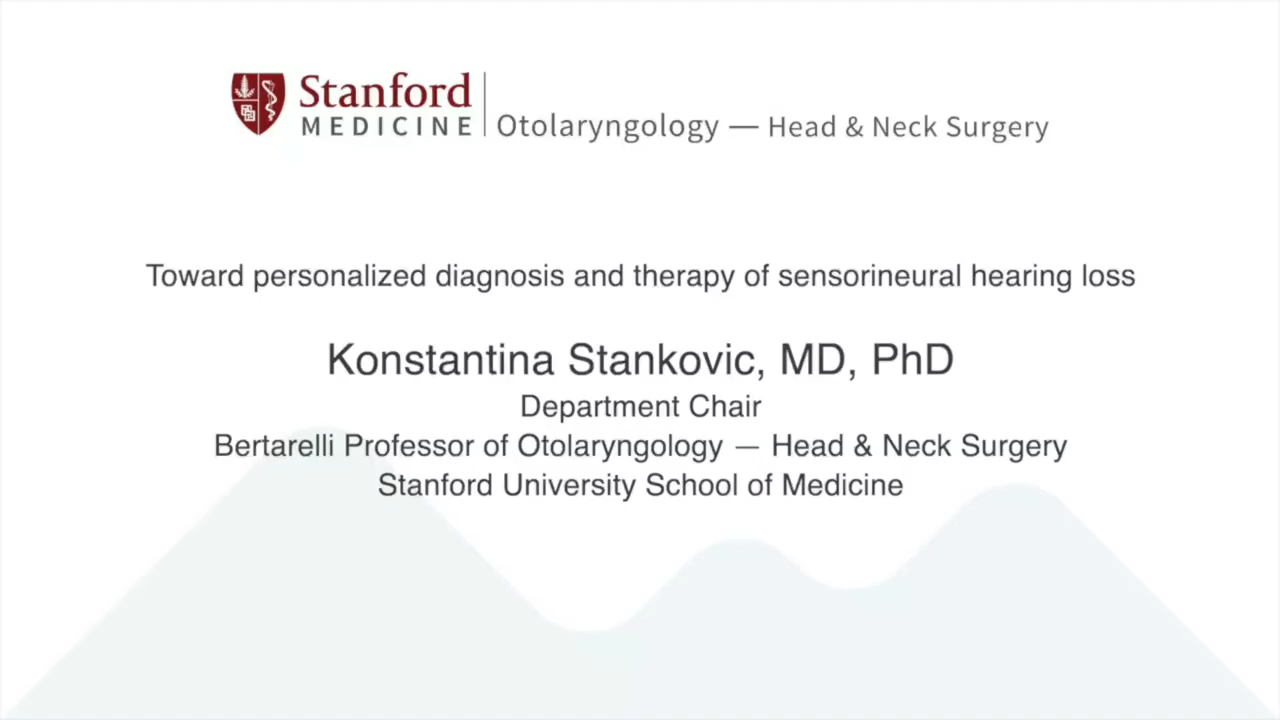 Stanford
MEDICINE
Otolaryngology — Head & Neck Surgery
Toward personalized diagnosis and therapy of sensorineural hearing loss
Konstantina Stankovic, MD, PhD
Department Chair
Bertarelli Professor of Otolaryngology — Head & Neck Surgery
Stanford University School of Medicine